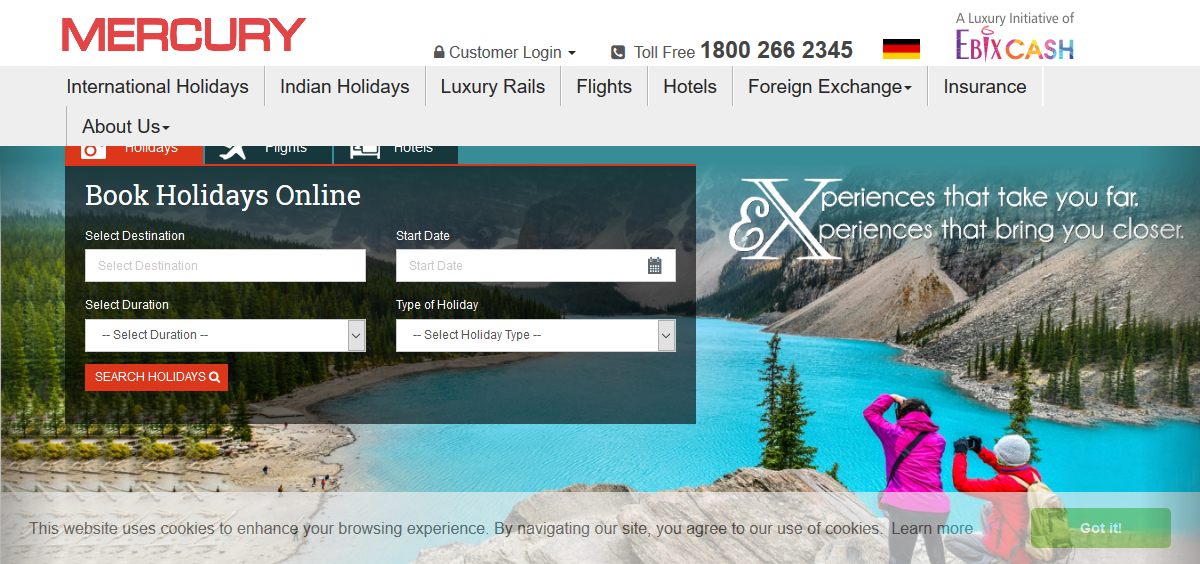 MERCURY
A Luxury Initiative of
EBIXCASH
Customer Login
Toll Free 1800 266 2345
International Holidays
Indian Holidays
Luxury Rails
Flights
Hotels
Foreign Exchange
Insurance
About Us
Holidays
Flights
Hotels
Book Holidays Online
Select Destination
Start Date
Select Destination
Start Date
Select Duration
Type of Holiday
-- Select Duration --
-- Select Holiday Type --
SEARCH HOLIDAYS
eXperiences that take you far.
eXperiences that bring you closer.
This website uses cookies to enhance your browsing experience. By navigating our site, you agree to our use of cookies. Learn more
Got it!